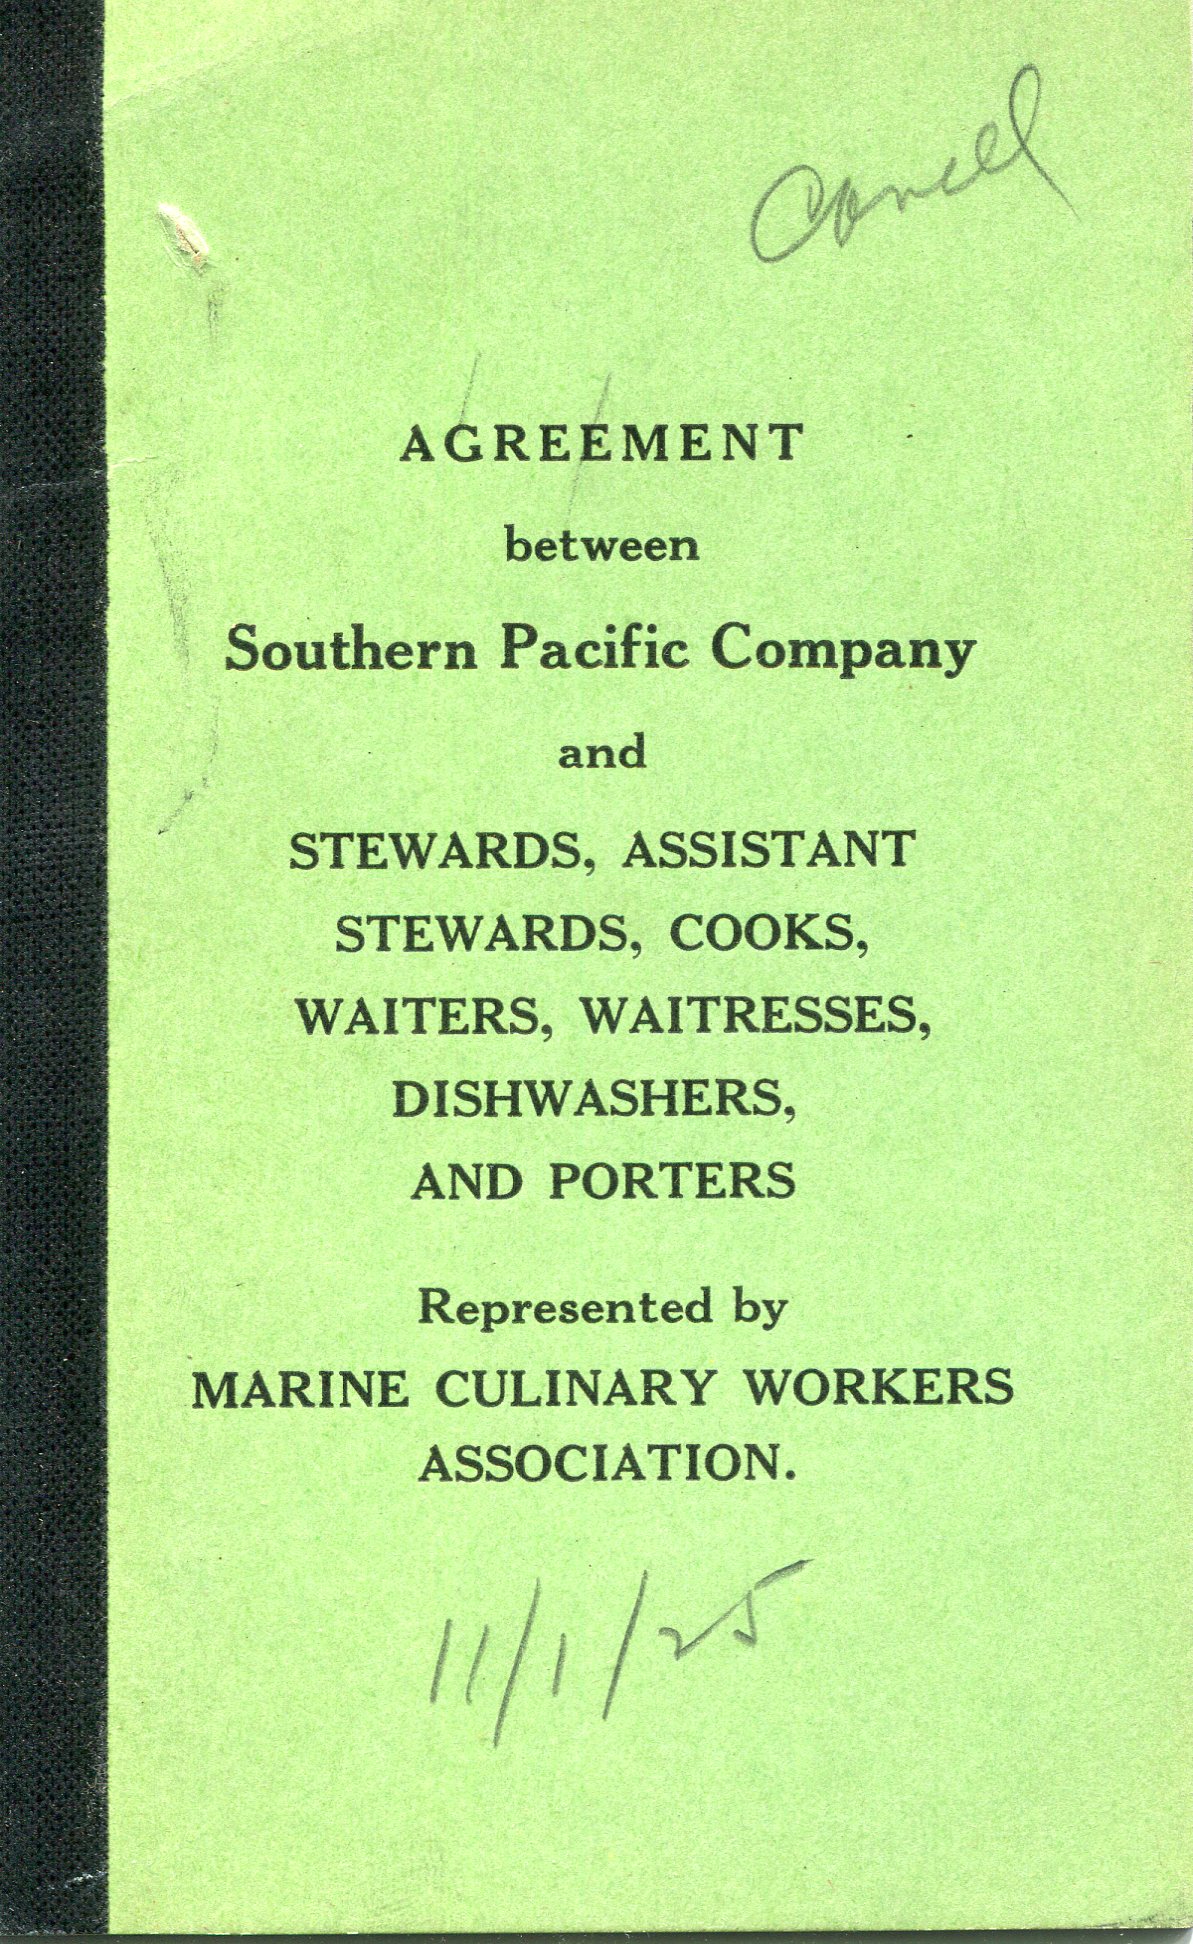 AGREEMENT
between
Southern Pacific Company
and
STEWARDS, ASSISTANT
STEWARDS, COOKS,
WAITERS, WAITRESSES,
DISHWASHERS,
AND PORTERS
Represented by
MARINE CULINARY WORKERS
ASSOCIATION.
11/1/25